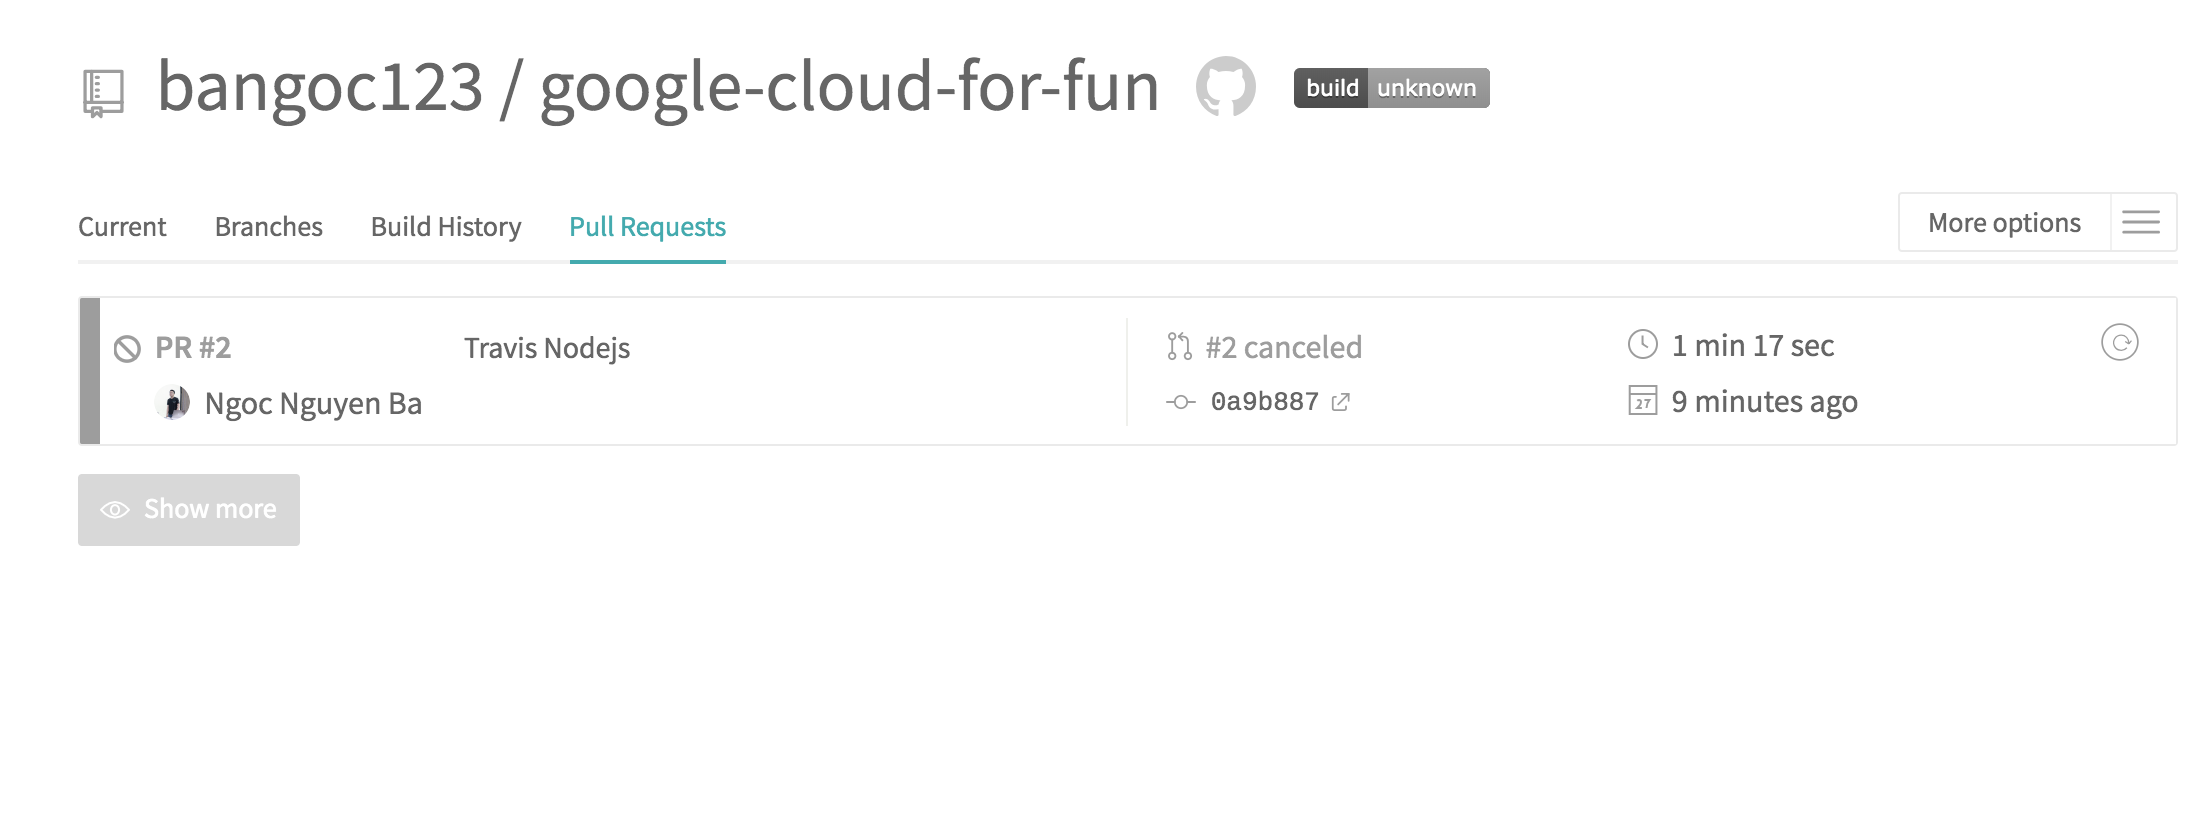 bangoc123 / google-cloud-for-fun build unknown
Current Branches Build History Pull Requests More options
PR #2 Travis Nodejs #2 canceled 1 min 17 sec
Ngoc Nguyen Ba 0a9b887 27 9 minutes ago
Show more